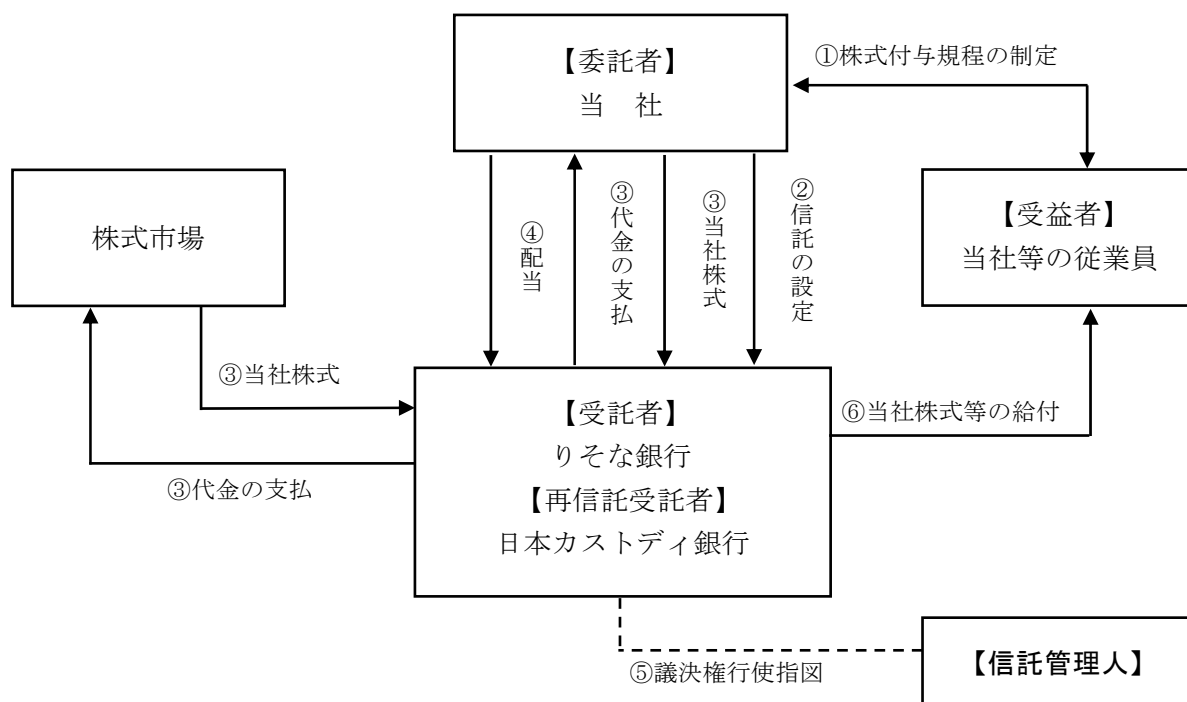 【委託者】
当　社
①株式付与規程の制定
株式市場
【受益者】
当社等の従業員
④配当
③代金の支払
③当社株式
②信託の設定
③当社株式
③代金の支払
【受託者】
りそな銀行
【再信託受託者】
日本カストディ銀行
⑥当社株式等の給付
⑤議決権行使指図
【信託管理人】